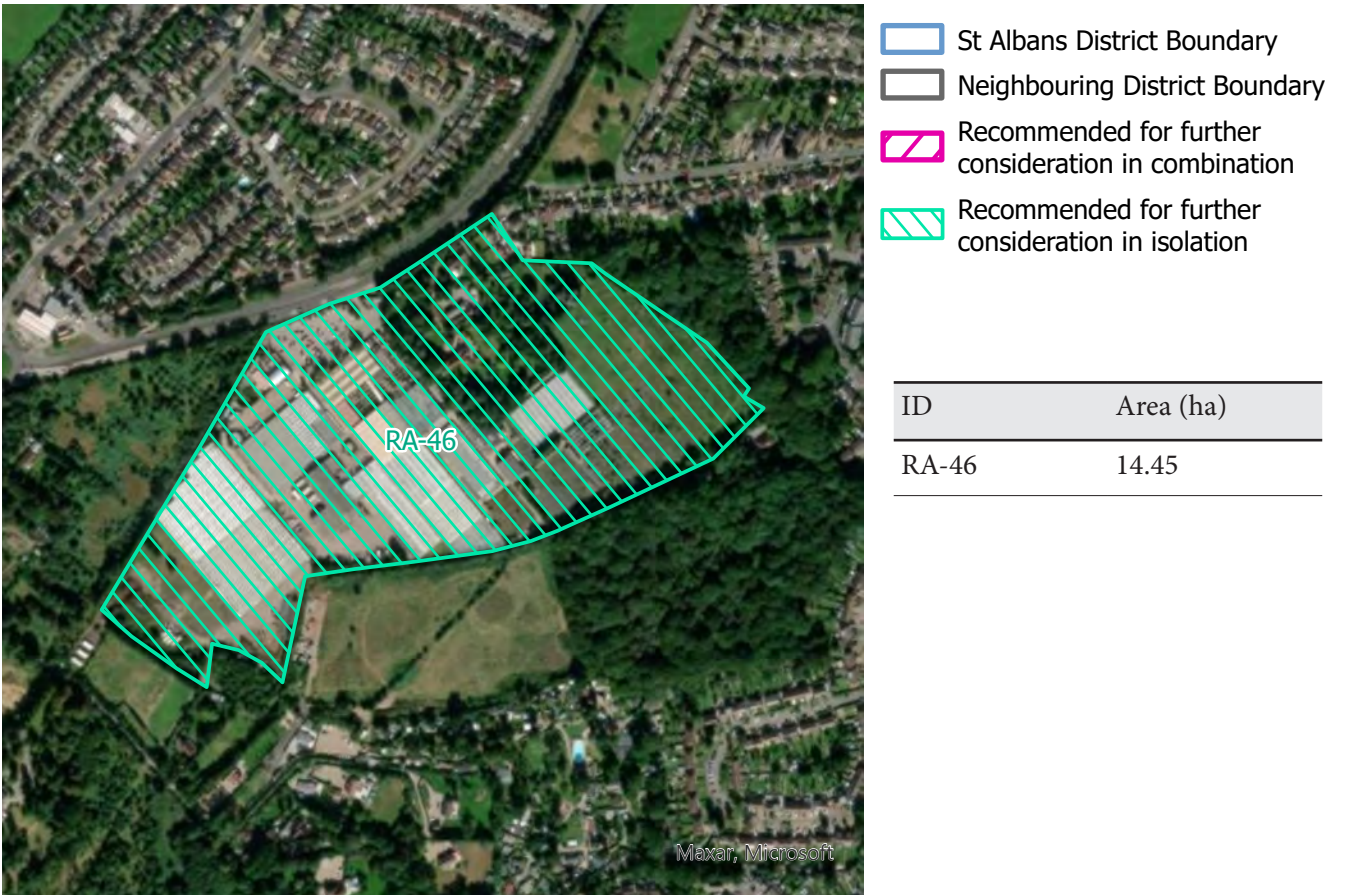 St Albans District Boundary
Neighbouring District Boundary
Recommended for further
consideration in combination
Recommended for further
consideration in isolation
RA-46
ID Area (ha)
RA-46 14.45
Maxar, Microsoft